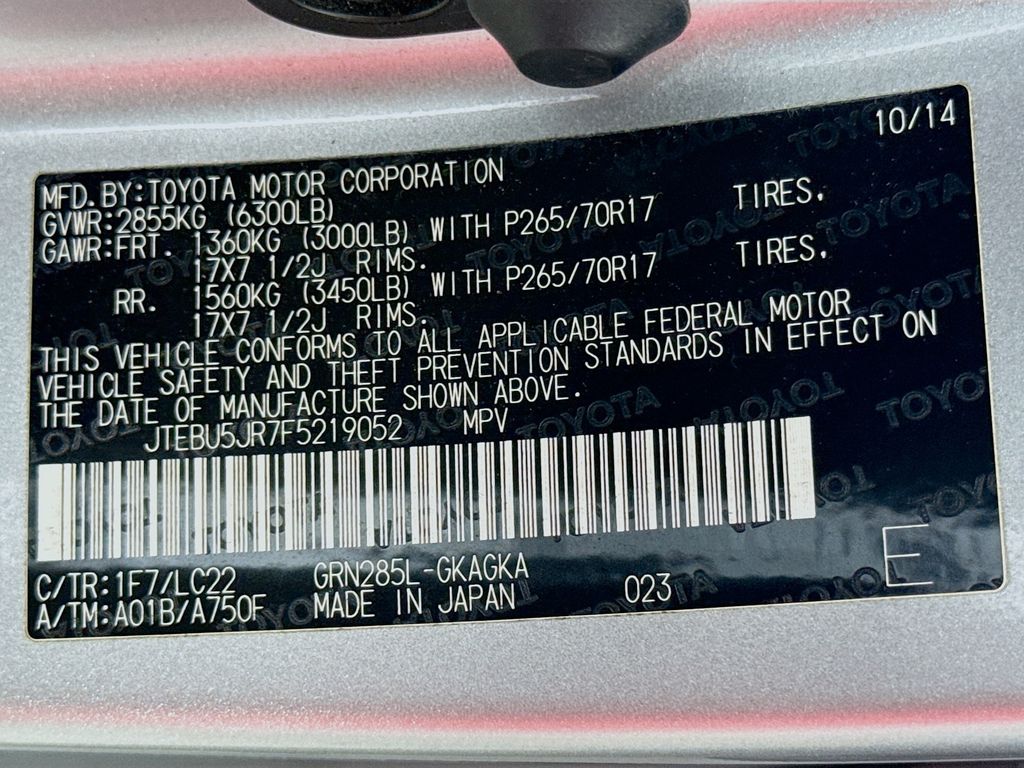 10/14
MFD. BY:TOYOTA MOTOR CORPORATION
GVWR:2855KG (6300LB)
GAWR:FRT. 1360KG (3000LB) WITH P265/70R17 TIRES.
17X7 1/2J RIMS.
RR. 1560KG (3450LB) WITH P265/70R17 TIRES.
17X7 1/2J RIMS.
THIS VEHICLE CONFORMS TO ALL APPLICABLE FEDERAL MOTOR
VEHICLE SAFETY AND THEFT PREVENTION STANDARDS IN EFFECT ON
THE DATE OF MANUFACTURE SHOWN ABOVE.
JTEBU5JR7F5219052 MPV
C/TR:1F7/LC22 GRN285L-GKAGKA
A/TM:A01B/A750F MADE IN JAPAN 023 E